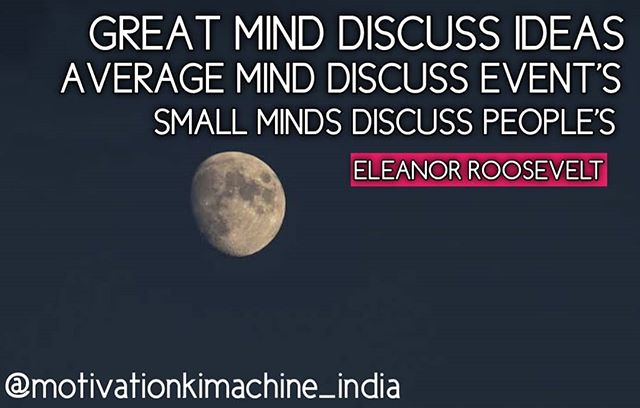 GREAT MIND DISCUSS IDEAS
AVERAGE MIND DISCUSS EVENT'S
SMALL MINDS DISCUSS PEOPLE'S
ELEANOR ROOSEVELT
@motivationkimachine_india